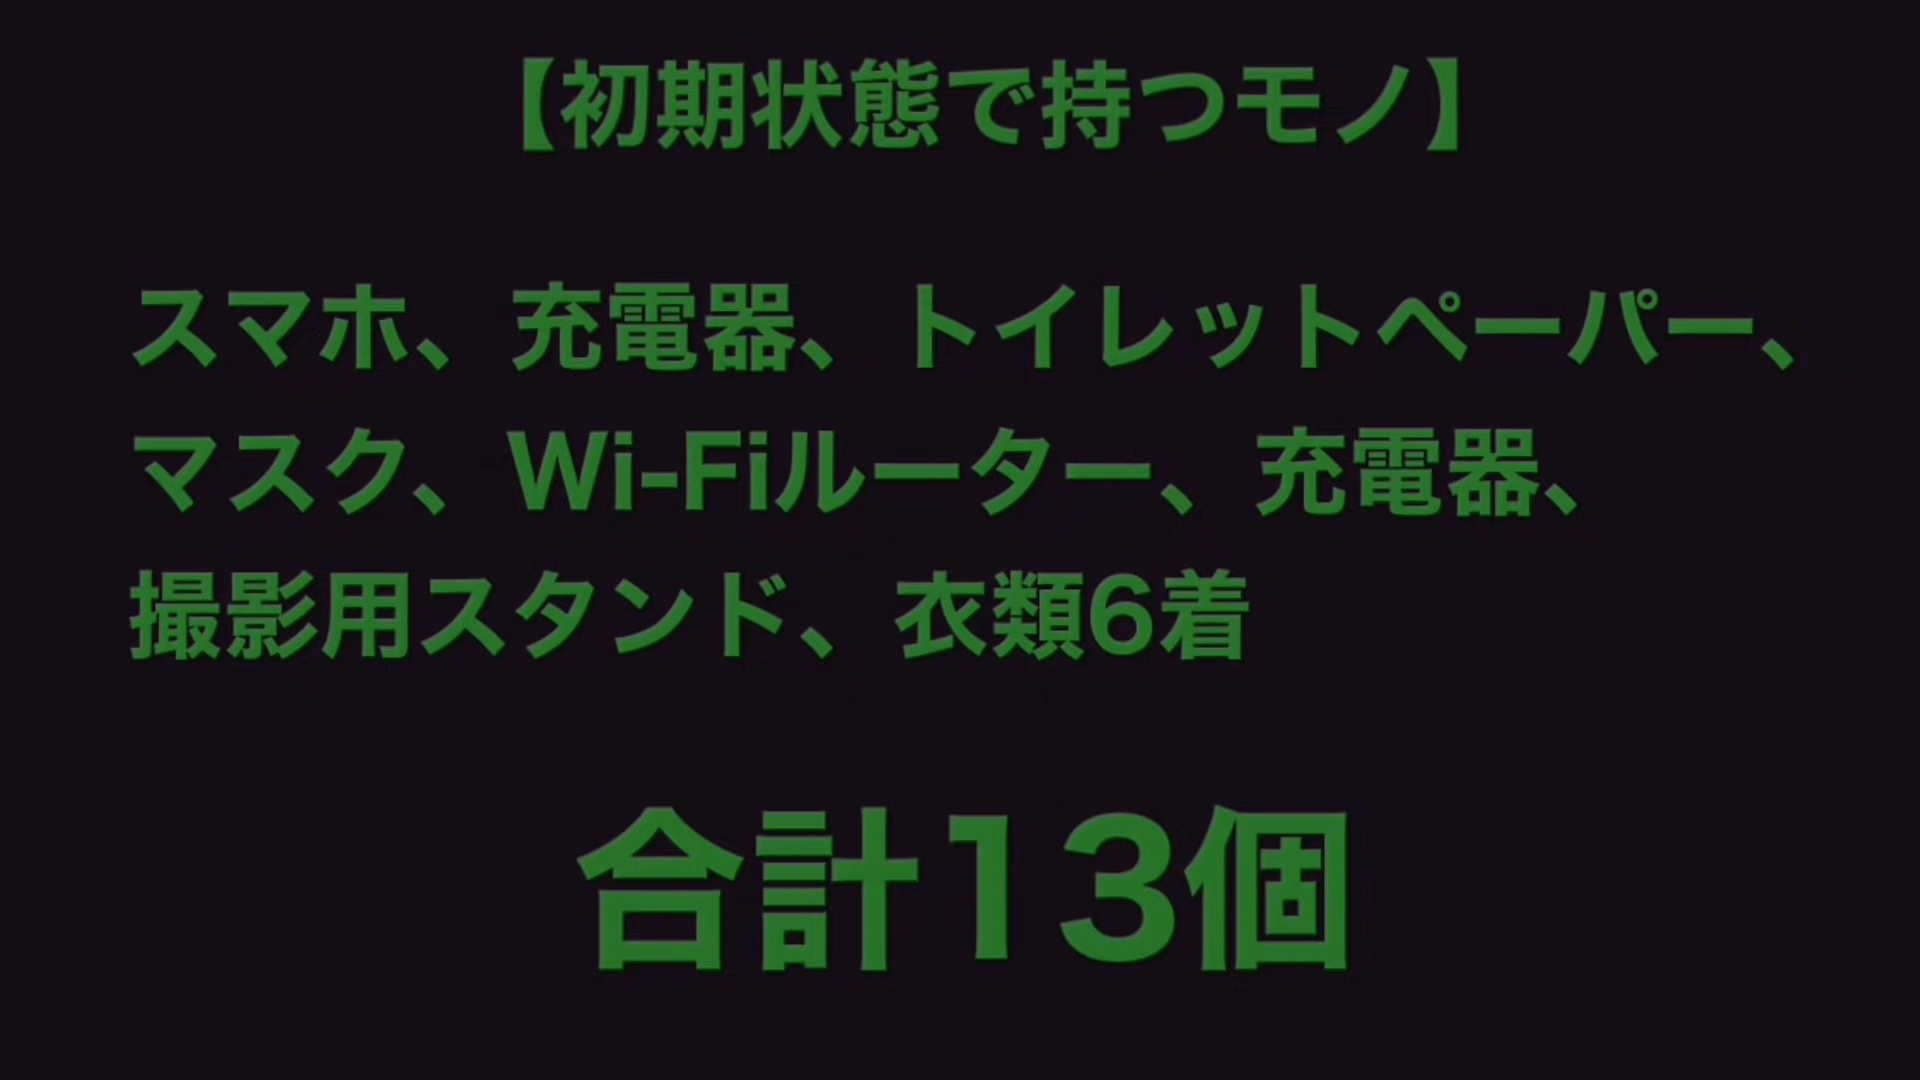 【初期状態で持つモノ】
スマホ、充電器、トイレットペーパー、
マスク、Wi-Fiルーター、充電器、
撮影用スタンド、衣類6着
合計13個